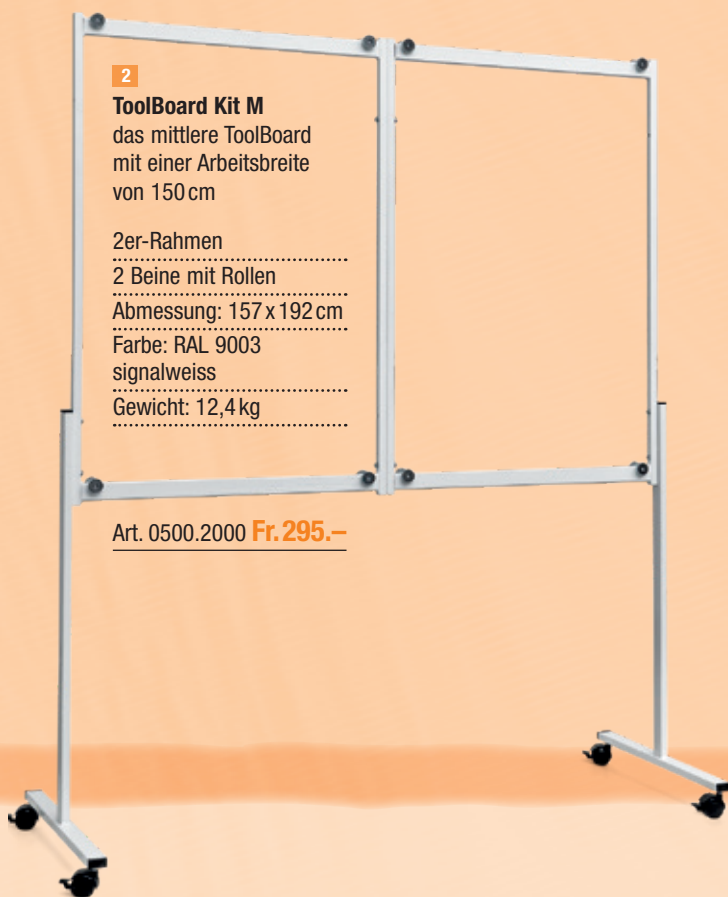 2
ToolBoard Kit M
das mittlere ToolBoard
mit einer Arbeitsbreite
von 150 cm
2er-Rahmen
2 Beine mit Rollen
Abmessung: 157 x 192 cm
Farbe: RAL 9003
signalweiss
Gewicht: 12,4 kg
Art. 0500.2000 Fr. 295.–